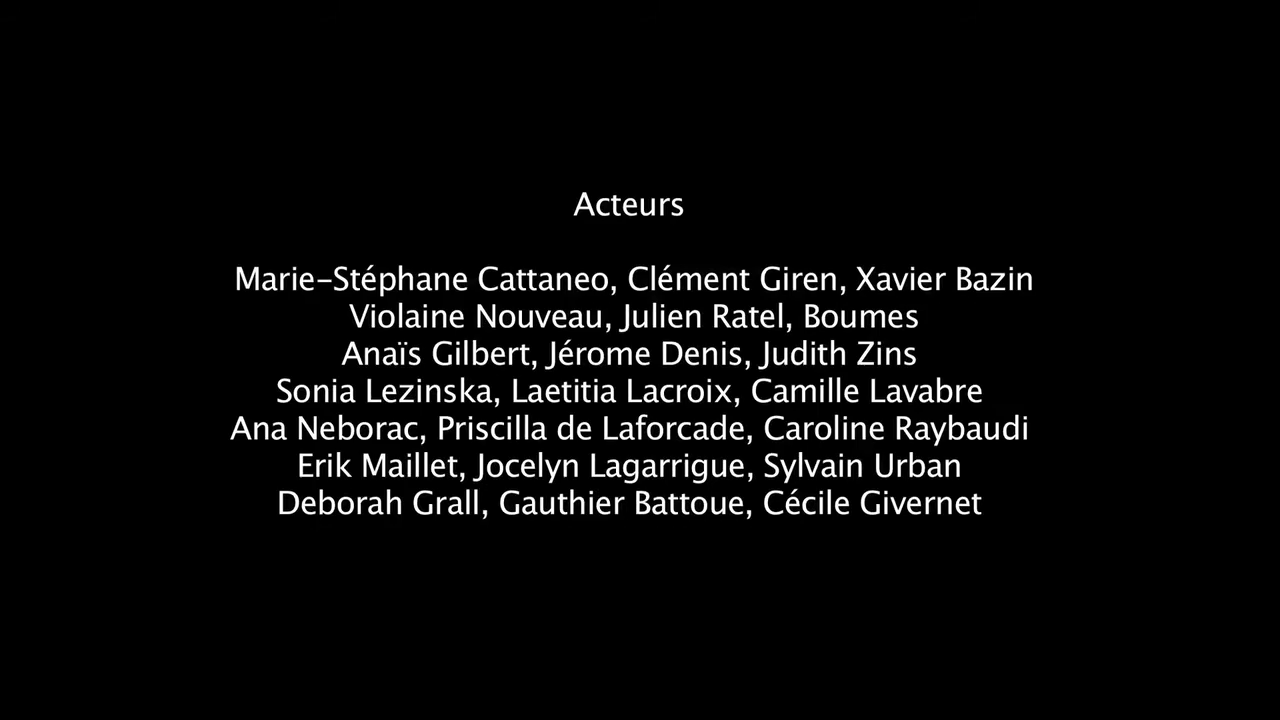 Acteurs
Marie-Stéphane Cattaneo, Clément Giren, Xavier Bazin
Violaine Nouveau, Julien Ratel, Boumes
Anaïs Gilbert, Jérome Denis, Judith Zins
Sonia Lezinska, Laetitia Lacroix, Camille Lavabre
Ana Neborac, Priscilla de Laforcade, Caroline Raybaudi
Erik Maillet, Jocelyn Lagarrigue, Sylvain Urban
Deborah Grall, Gauthier Battoue, Cécile Givernet